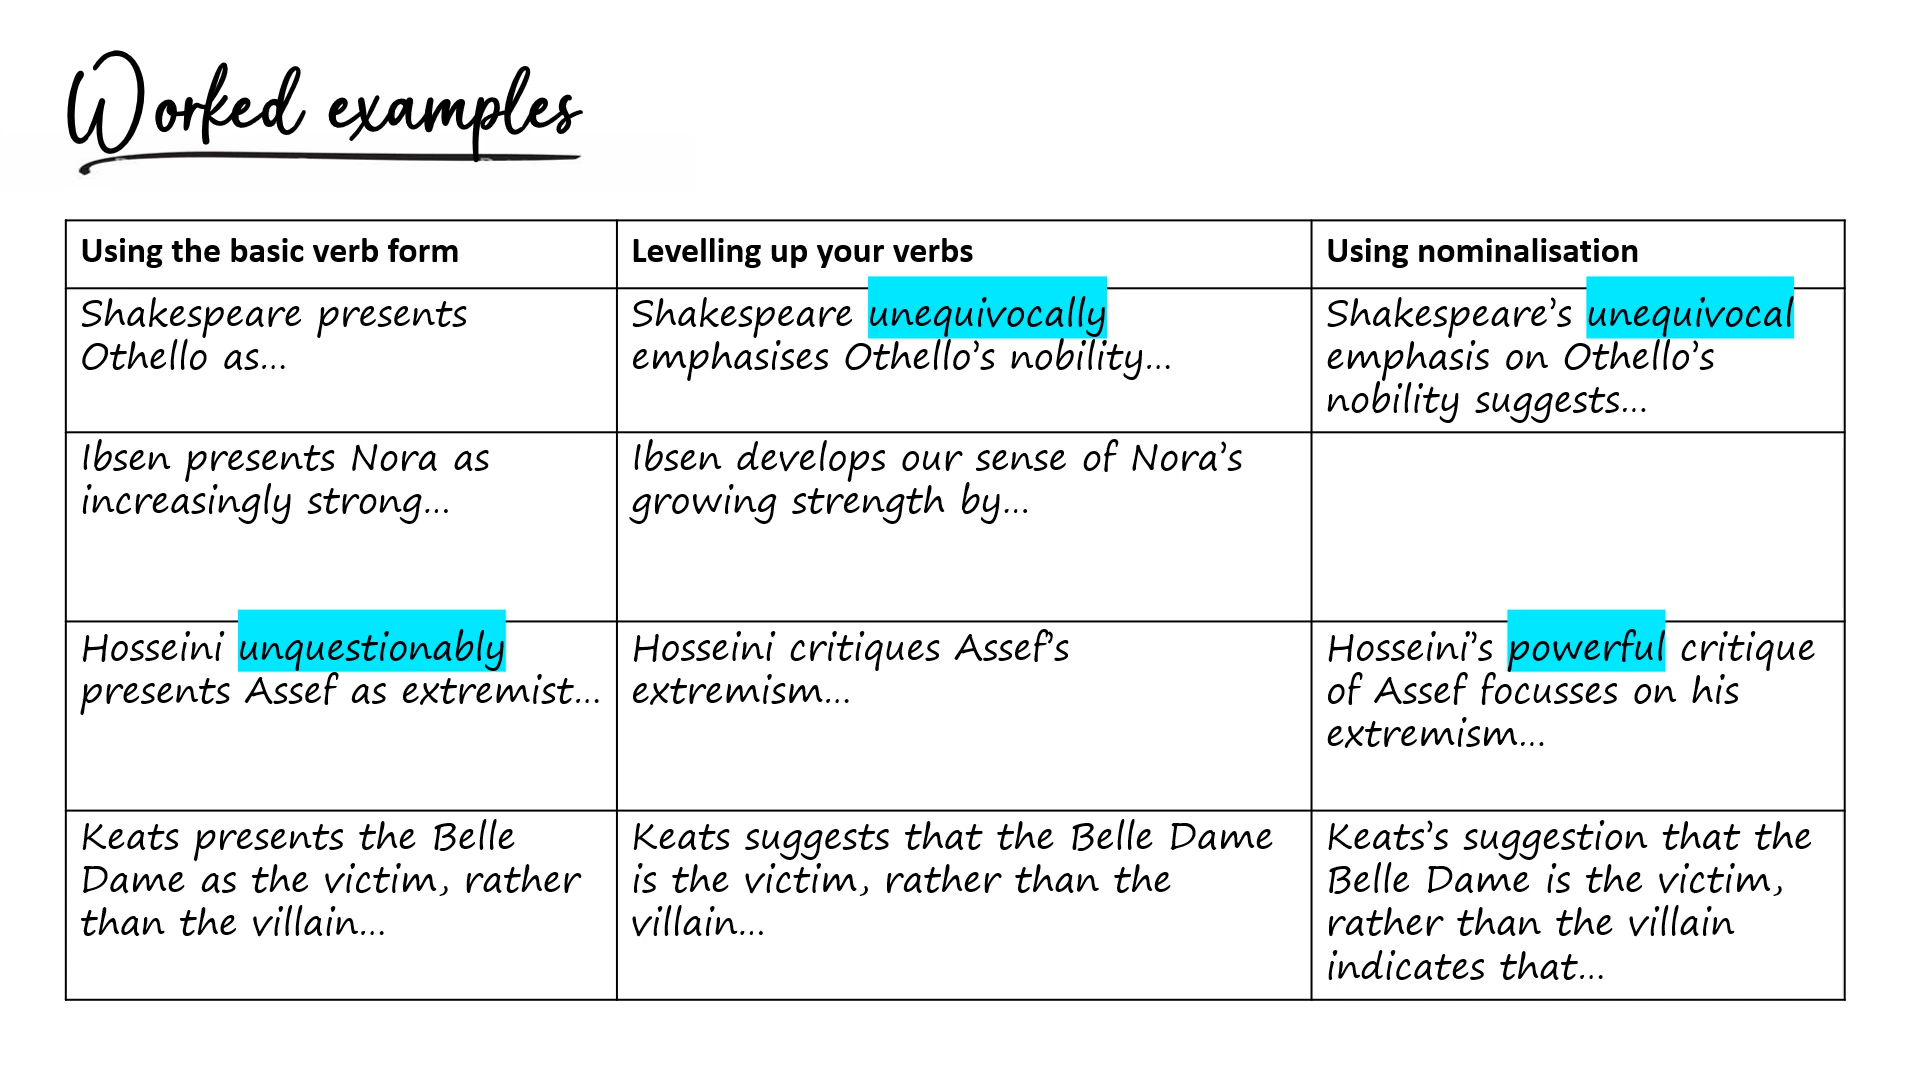 Worked examples
Using the basic verb form
Levelling up your verbs
Using nominalisation
Shakespeare presents
Othello as...
Shakespeare unequivocally
emphasises Othello’s nobility...
Shakespeare’s unequivocal
emphasis on Othello’s
nobility suggests...
Ibsen presents Nora as
increasingly strong...
Ibsen develops our sense of Nora’s
growing strength by...
Hosseini unquestionably
presents Assef as extremist...
Hosseini critiques Assef’s
extremism...
Hosseini’s powerful critique
of Assef focusses on his
extremism...
Keats presents the Belle
Dame as the victim, rather
than the villain...
Keats suggests that the Belle Dame
is the victim, rather than the
villain...
Keats’s suggestion that the
Belle Dame is the victim,
rather than the villain
indicates that...